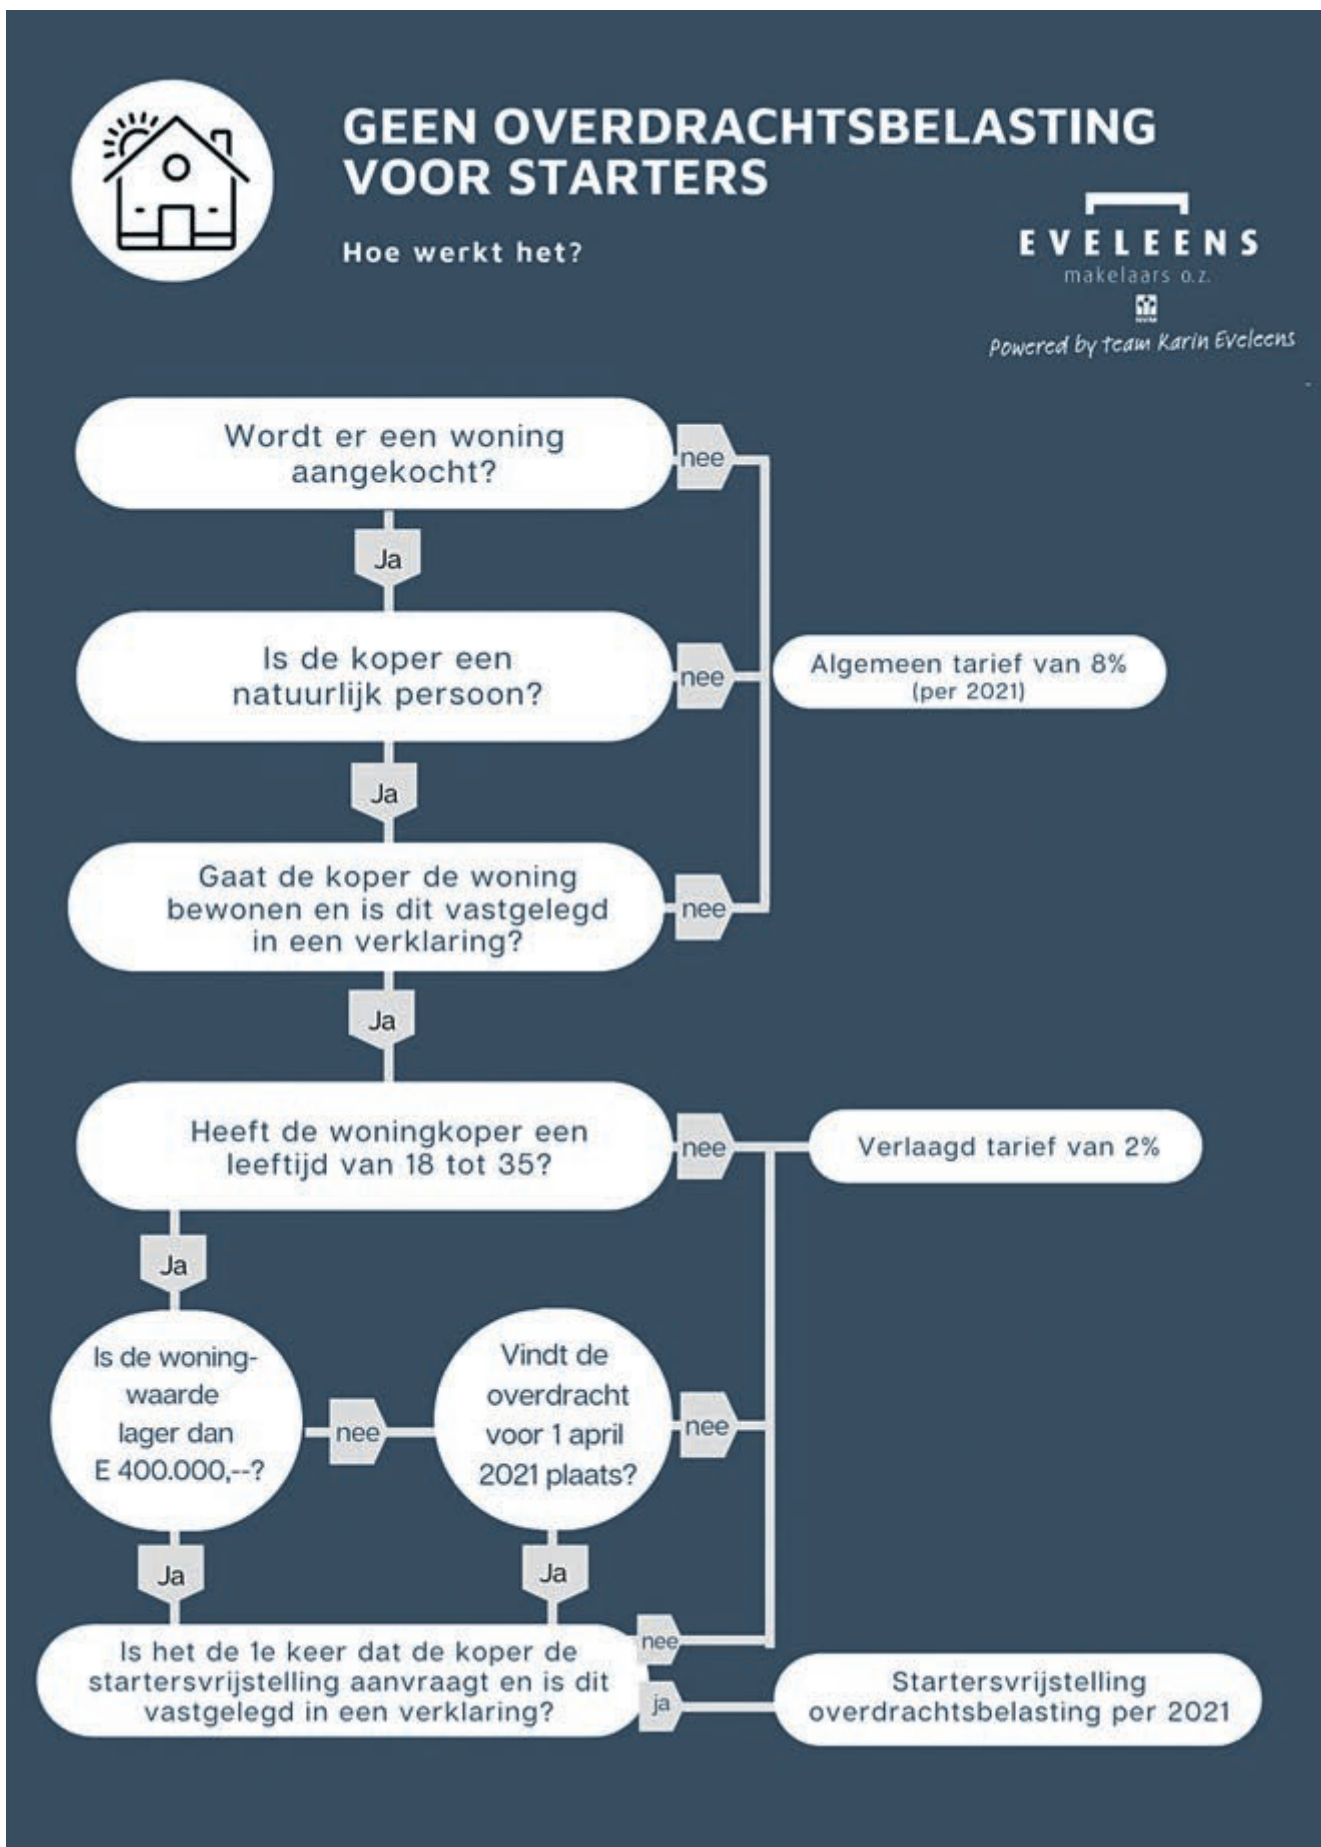 GEEN OVERDRACHTSBELASTING
VOOR STARTERS
Hoe werkt het?
EVELEENS
makelaars o.z.
NVM
Powered by team Karin Eveleens
Wordt er een woning
aangekocht?
nee
Ja
Is de koper een
natuurlijk persoon?
nee
Algemeen tarief van 8%
(per 2021)
Ja
Gaat de koper de woning
bewonen en is dit vastgelegd
in een verklaring?
nee
Ja
Heeft de woningkoper een
leeftijd van 18 tot 35?
nee
Verlaagd tarief van 2%
Ja
Is de woning-
waarde
lager dan
E 400.000,--?
nee
Vindt de
overdracht
voor 1 april
2021 plaats?
nee
Ja
Ja
Is het de 1e keer dat de koper de
startersvrijstelling aanvraagt en is dit
vastgelegd in een verklaring?
nee
ja
Startersvrijstelling
overdrachtsbelasting per 2021